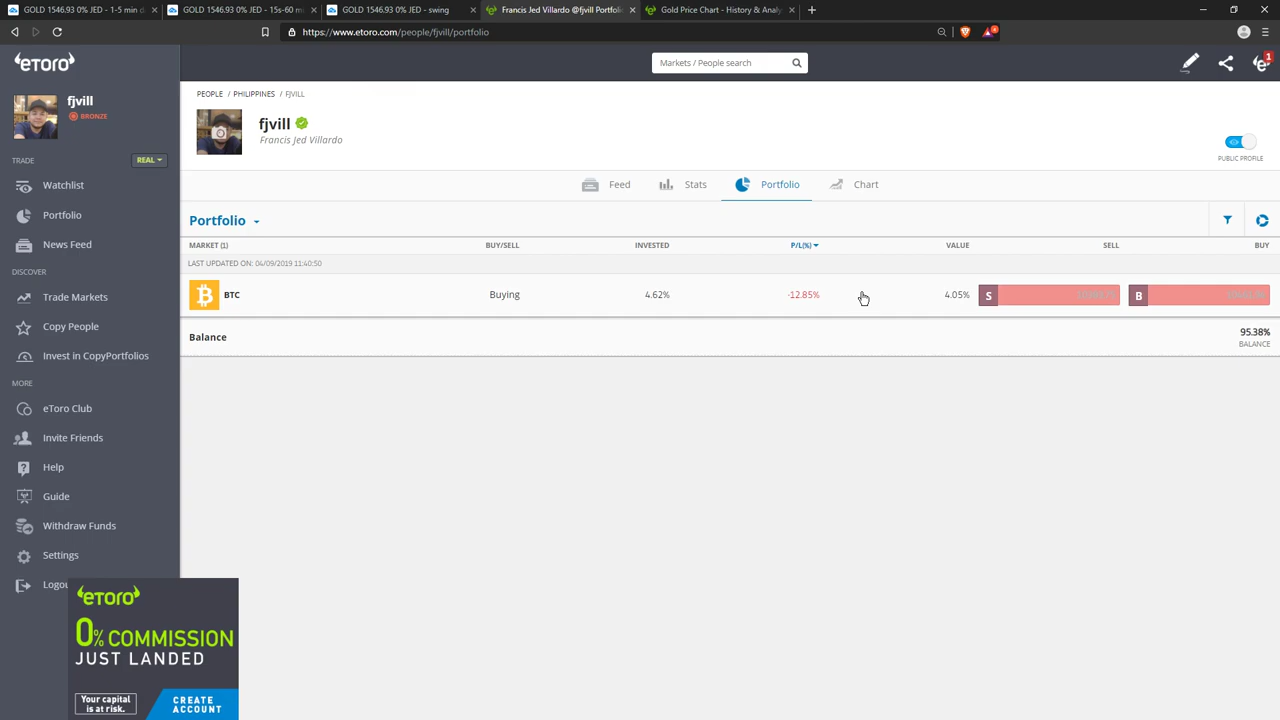 GOLD 1546.93 0% JED - 1-5 min d
GOLD 1546.93 0% JED - 15s-60 m
GOLD 1546.93 0% JED - swing
Francis Jed Villardo @fjvill Portfoli
Gold Price Chart - History & Analy
https://www.etoro.com/people/fjvill/portfolio
eTORO
Markets / People search
1
fjvill
BRONZE
PEOPLE / PHILIPPINES / FJVILL
fjvill
Francis Jed Villardo
PUBLIC PROFILE
TRADE
REAL
Watchlist
Portfolio
News Feed
DISCOVER
Trade Markets
Copy People
Invest in CopyPortfolios
MORE
eToro Club
Invite Friends
Help
Guide
Withdraw Funds
Settings
Logou
Feed
Stats
Portfolio
Chart
Portfolio
MARKET (1)
BUY/SELL
INVESTED
P/L(%)
VALUE
SELL
BUY
LAST UPDATED ON: 04/09/2019 11:40:50
BTC
Buying
4.62%
-12.85%
4.05%
S
B
Balance
95.38%
BALANCE
eTORO
0% COMMISSION
JUST LANDED
Your capital
is at risk.
CREATE
ACCOUNT